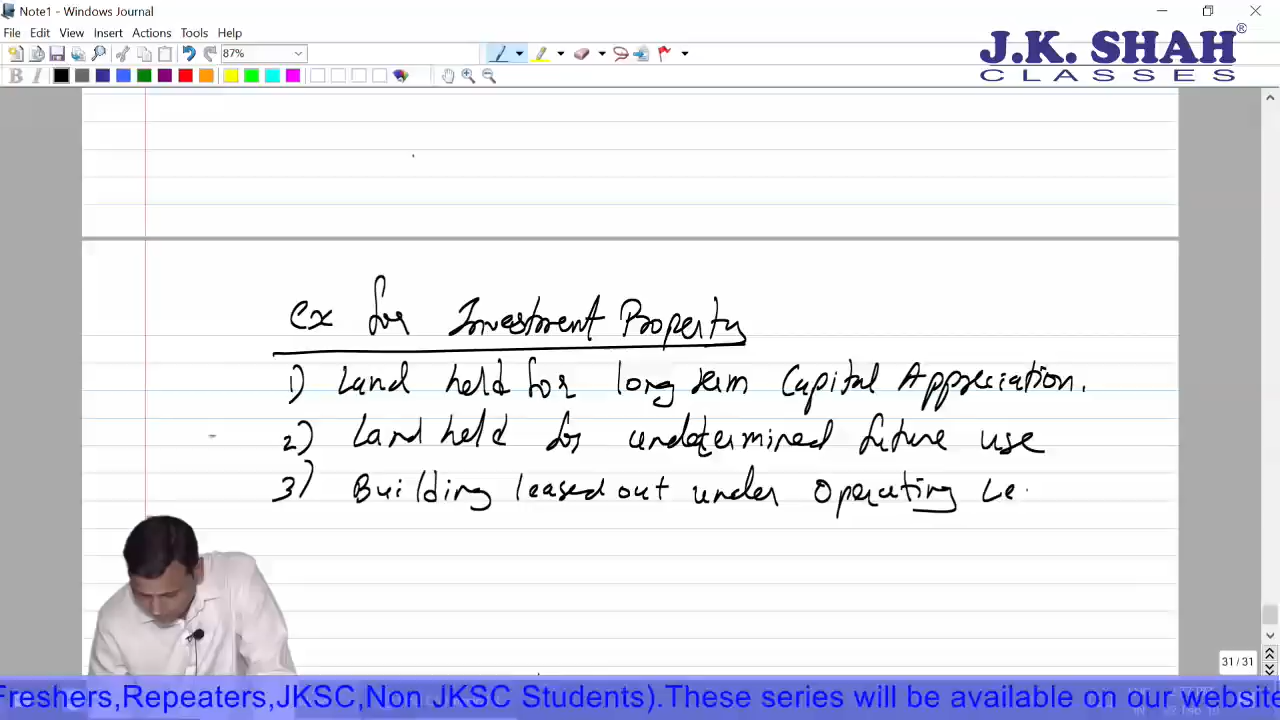 Note1 - Windows Journal
File Edit View Insert Actions Tools Help
87%
B I
J.K. SHAH®
CLASSES
ex for Investment Property
1) Land held for long term Capital Appreciation.
2) Land held for undetermined future use
3) Building leased out under Operating Le
31 / 31
Freshers,Repeaters,JKSC,Non JKSC Students).These series will be available on our website